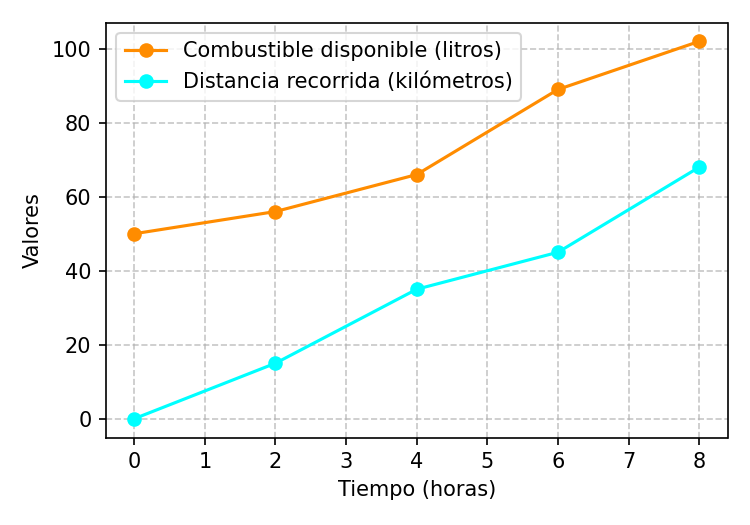 Combustible disponible (litros)
Distancia recorrida (kilómetros)
Valores
100
80
60
40
20
0
0 1 2 3 4 5 6 7 8
Tiempo (horas)